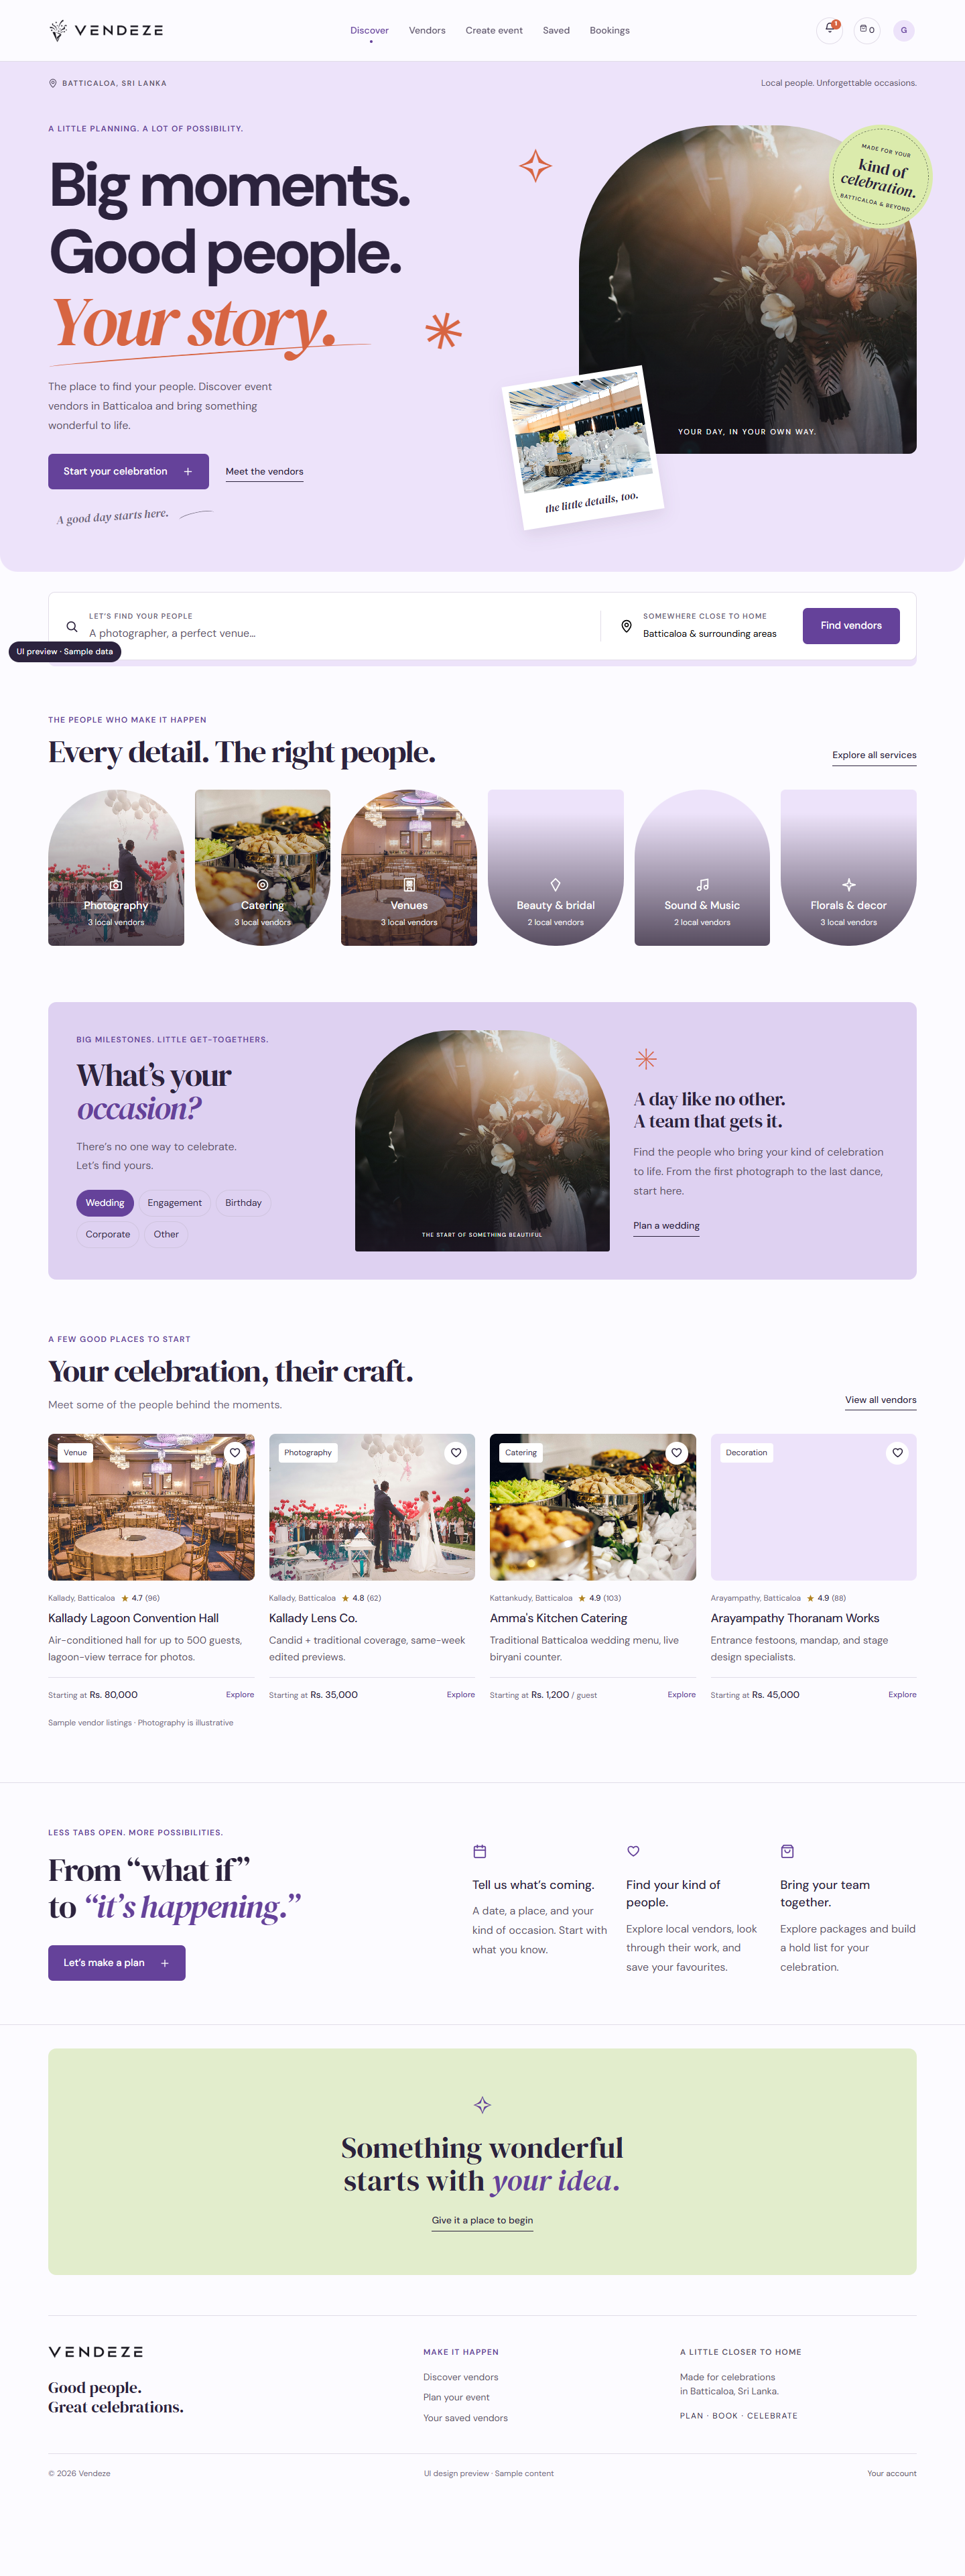 VENDEZE
Discover
Vendors
Create event
Saved
Bookings
0
G
BATTICALOA, SRI LANKA
Local people. Unforgettable occasions.
A LITTLE PLANNING. A LOT OF POSSIBILITY.
Big moments.
Good people.
Your story.
The place to find your people. Discover event
vendors in Batticaloa and bring something
wonderful to life.
Start your celebration
Meet the vendors
A good day starts here.
MADE FOR YOUR
kind of
celebration.
BATTICALOA & BEYOND
YOUR DAY, IN YOUR OWN WAY.
the little details, too.
LET'S FIND YOUR PEOPLE
A photographer, a perfect venue...
SOMEWHERE CLOSE TO HOME
Batticaloa & surrounding areas
Find vendors
UI preview · Sample data
THE PEOPLE WHO MAKE IT HAPPEN
Every detail. The right people.
Explore all services
Photography
3 local vendors
Catering
3 local vendors
Venues
3 local vendors
Beauty & bridal
2 local vendors
Sound & Music
2 local vendors
Florals & decor
3 local vendors
BIG MILESTONES. LITTLE GET-TOGETHERS.
What's your
occasion?
There's no one way to celebrate.
Let's find yours.
Wedding
Engagement
Birthday
Corporate
Other
THE START OF SOMETHING BEAUTIFUL
A day like no other.
A team that gets it.
Find the people who bring your kind of celebration
to life. From the first photograph to the last dance,
start here.
Plan a wedding
A FEW GOOD PLACES TO START
Your celebration, their craft.
Meet some of the people behind the moments.
View all vendors
Venue
Kallady, Batticaloa ★ 4.7 (96)
Kallady Lagoon Convention Hall
Air-conditioned hall for up to 500 guests,
lagoon-view terrace for photos.
Starting at Rs. 80,000
Explore
Photography
Kallady, Batticaloa ★ 4.8 (62)
Kallady Lens Co.
Candid + traditional coverage, same-week
edited previews.
Starting at Rs. 35,000
Explore
Catering
Kattankudy, Batticaloa ★ 4.9 (103)
Amma's Kitchen Catering
Traditional Batticaloa wedding menu, live
biryani counter.
Starting at Rs. 1,200 / guest
Explore
Decoration
Arayampathy, Batticaloa ★ 4.9 (88)
Arayampathy Thoranam Works
Entrance festoons, mandap, and stage
design specialists.
Starting at Rs. 45,000
Explore
Sample vendor listings · Photography is illustrative
LESS TABS OPEN. MORE POSSIBILITIES.
From “what if”
to “it’s happening.”
Let's make a plan
Tell us what's coming.
A date, a place, and your
kind of occasion. Start with
what you know.
Find your kind of
people.
Explore local vendors, look
through their work, and
save your favourites.
Bring your team
together.
Explore packages and build
a hold list for your
celebration.
Something wonderful
starts with your idea.
Give it a place to begin
VENDEZE
Good people.
Great celebrations.
MAKE IT HAPPEN
Discover vendors
Plan your event
Your saved vendors
A LITTLE CLOSER TO HOME
Made for celebrations
in Batticaloa, Sri Lanka.
PLAN · BOOK · CELEBRATE
© 2026 Vendeze
UI design preview · Sample content
Your account